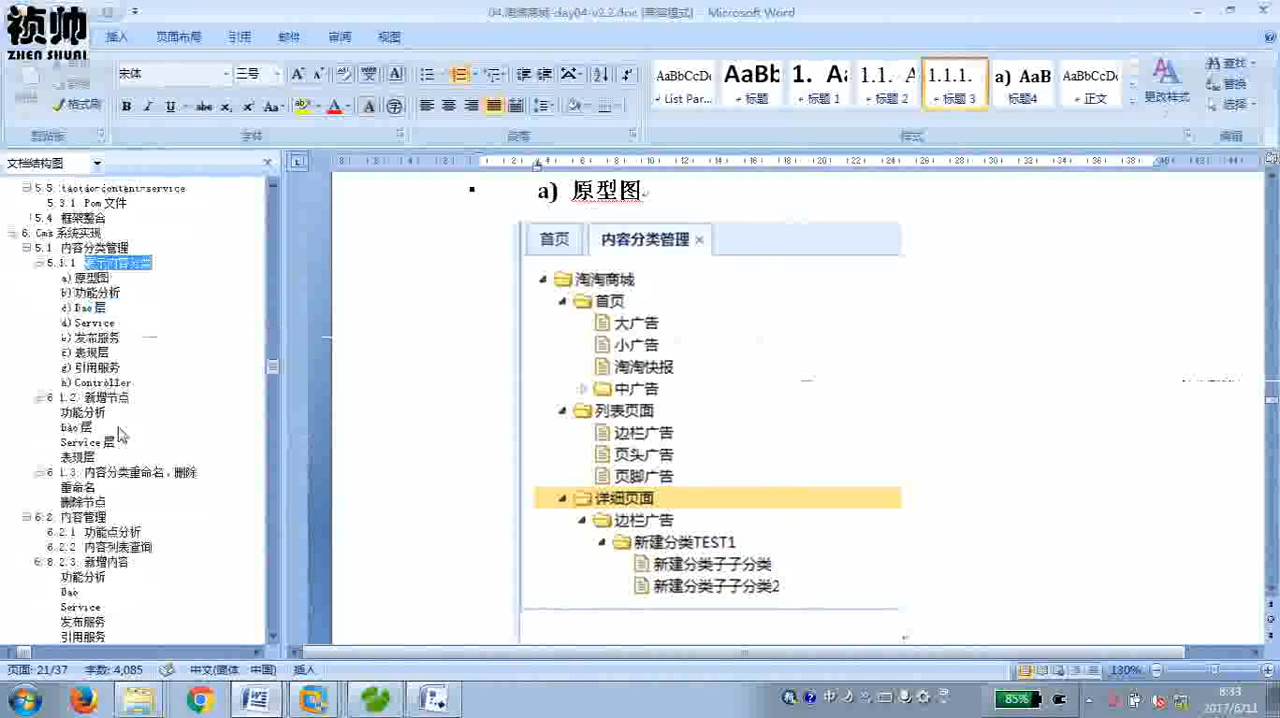 祯帅
ZHEN SHUAI
04.淘淘商城-day04-v2.2.doc [兼容模式] - Microsoft Word
插入 页面布局 引用 邮件 审阅 视图
宋体 三号
格式刷
AaBbCcDc AaBb 1. Aa 1.1. A 1.1.1. a) AaB AaBbCcDc
List Par... 标题 标题 1 标题 2 标题 3 标题4 正文
更改样式
查找
替换
选择
剪贴板 字体 段落 样式 编辑
文档结构图
5.3.1 Pom文件
5.4 框架整合
6. Cms系统实现
5.1 内容分类管理
a) 原型图
b) 功能分析
c) Dao层
d) Service
e) 发布服务
f) 表现层
g) 引用服务
h) Controller
6.1.2. 新增节点
功能分析
Dao层
Service层
表现层
6.1.3. 内容分类重命名、删除
重命名
删除节点
6.2. 内容管理
6.2.1 功能点分析
6.2.2 内容列表查询
6.2.3. 新增内容
功能分析
Dao
Service
发布服务
引用服务
a) 原型图
首页 内容分类管理 ×
淘淘商城
首页
大广告
小广告
淘淘快报
中广告
列表页面
边栏广告
页头广告
页脚广告
详细页面
边栏广告
新建分类TEST1
新建分类子子分类
新建分类子子分类2
页面: 21/37 字数: 4,085 中文(简体，中国) 插入 130%
中 85% 8:33
2017/6/11